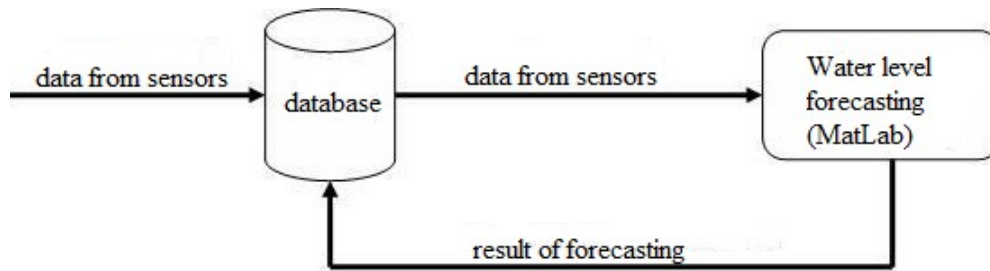 data from sensors
database
data from sensors
Water level
forecasting
(MatLab)
result of forecasting